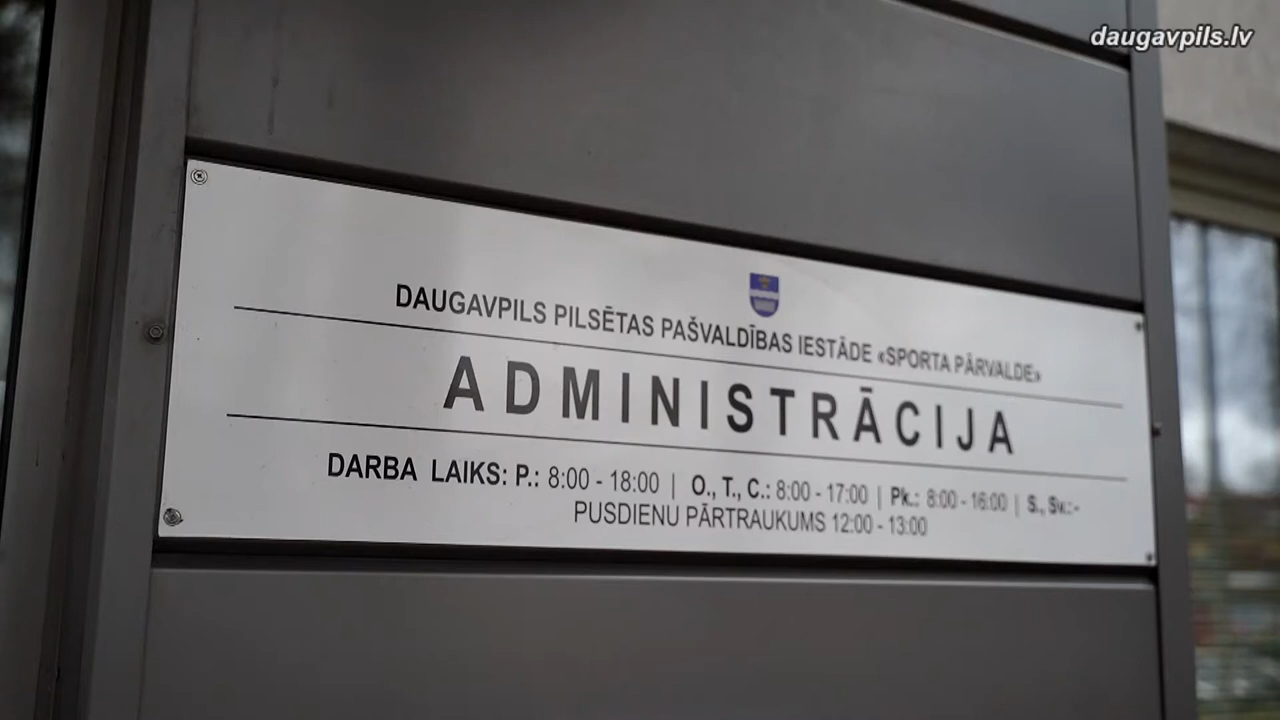 daugavpils.lv
DAUGAVPILS PILSĒTAS PAŠVALDĪBAS IESTĀDE «SPORTA PĀRVALDE»
ADMINISTRĀCIJA
DARBA LAIKS: P.: 8:00 - 18:00 | O., T., C.: 8:00 - 17:00 | Pk.: 8:00 - 16:00 | S., Sv.:-
PUSDIENU PĀRTRAUKUMS 12:00 - 13:00